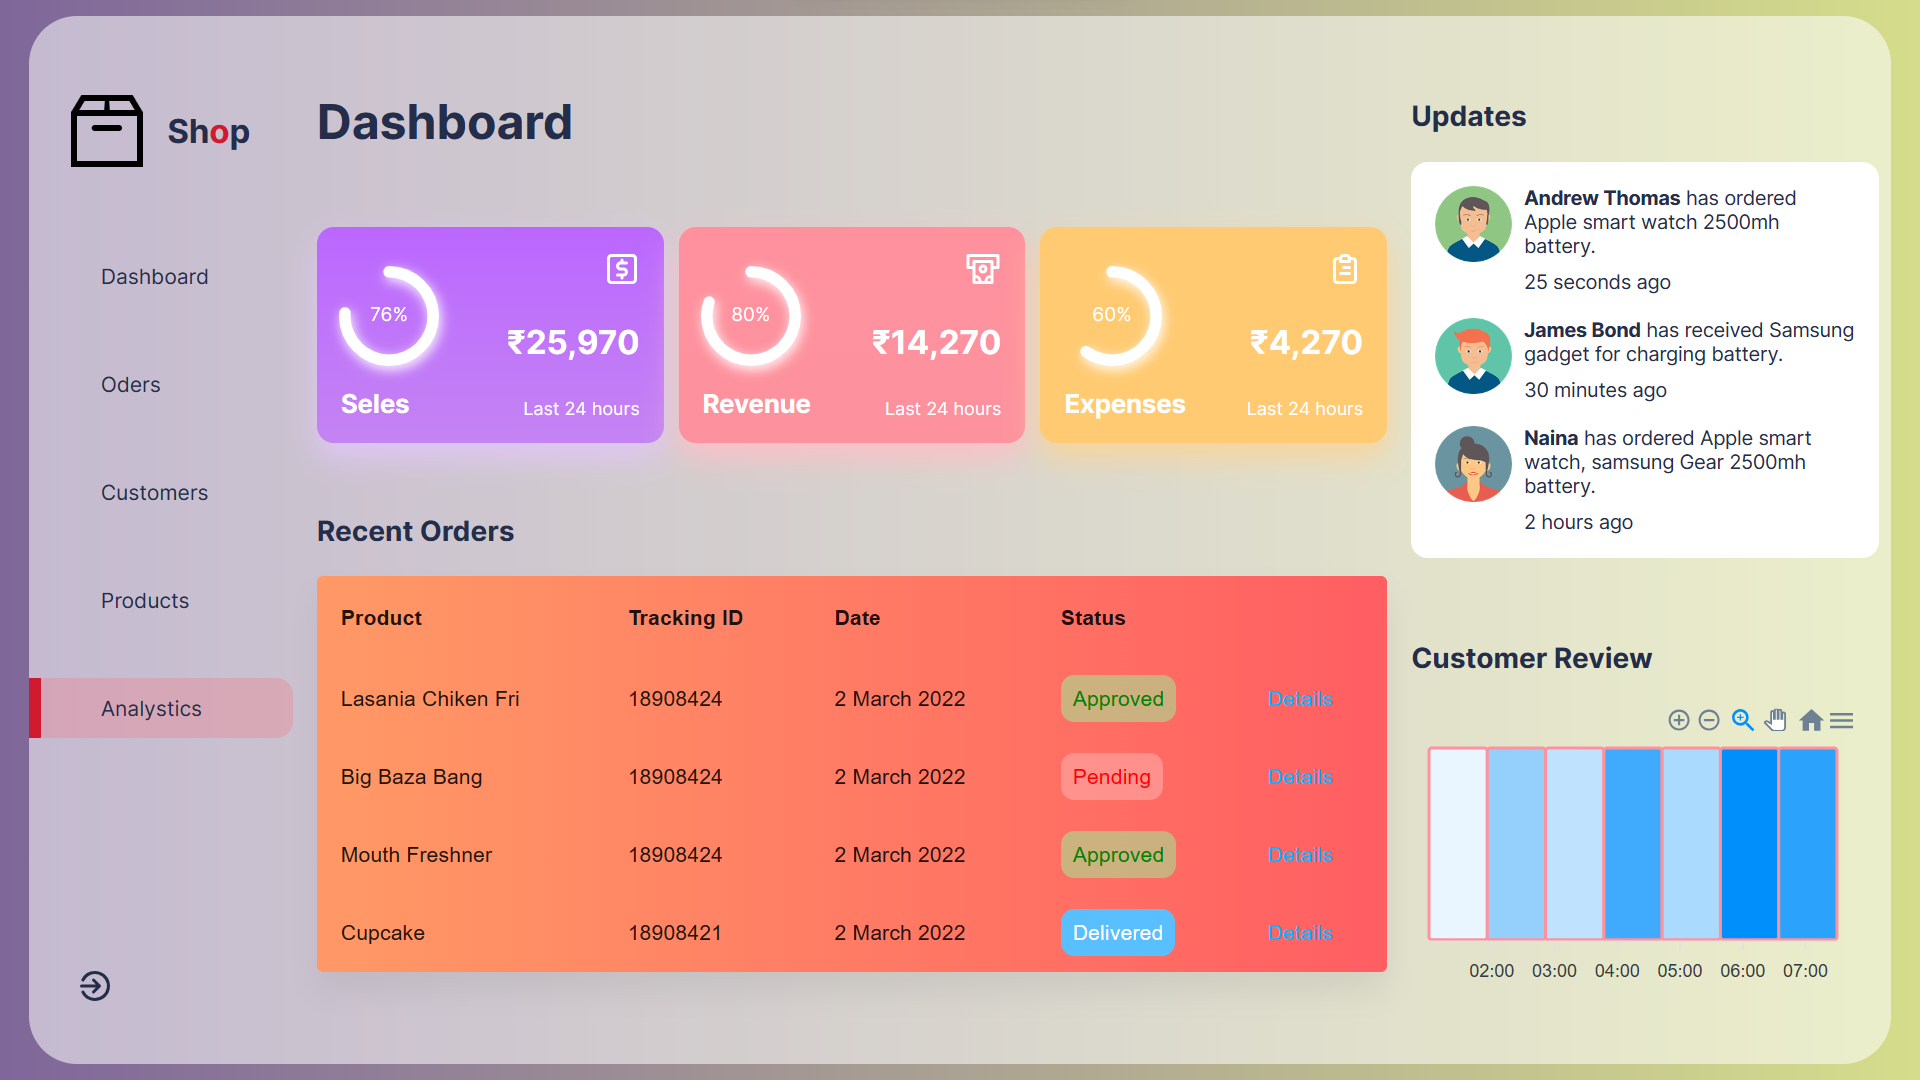 Shop
Dashboard
Oders
Customers
Products
Analystics
Dashboard
76%
₹25,970
Seles
Last 24 hours
80%
₹14,270
Revenue
Last 24 hours
60%
₹4,270
Expenses
Last 24 hours
Recent Orders
Product Tracking ID Date Status
Lasania Chiken Fri 18908424 2 March 2022 Approved Details
Big Baza Bang 18908424 2 March 2022 Pending Details
Mouth Freshner 18908424 2 March 2022 Approved Details
Cupcake 18908421 2 March 2022 Delivered Details
Updates
Andrew Thomas has ordered
Apple smart watch 2500mh
battery.
25 seconds ago
James Bond has received Samsung
gadget for charging battery.
30 minutes ago
Naina has ordered Apple smart
watch, samsung Gear 2500mh
battery.
2 hours ago
Customer Review
02:00 03:00 04:00 05:00 06:00 07:00